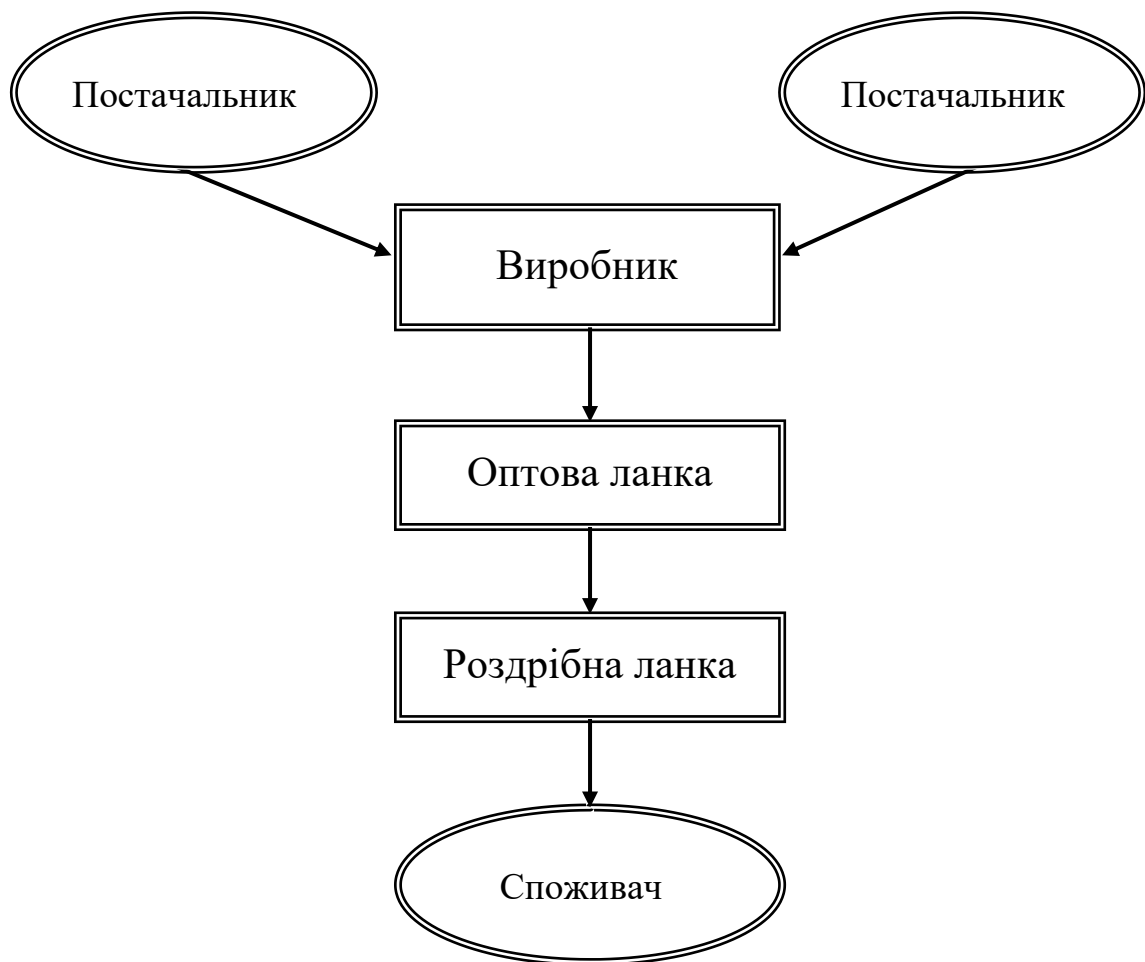 Постачальник
Постачальник
Виробник
Оптова ланка
Роздрібна ланка
Споживач